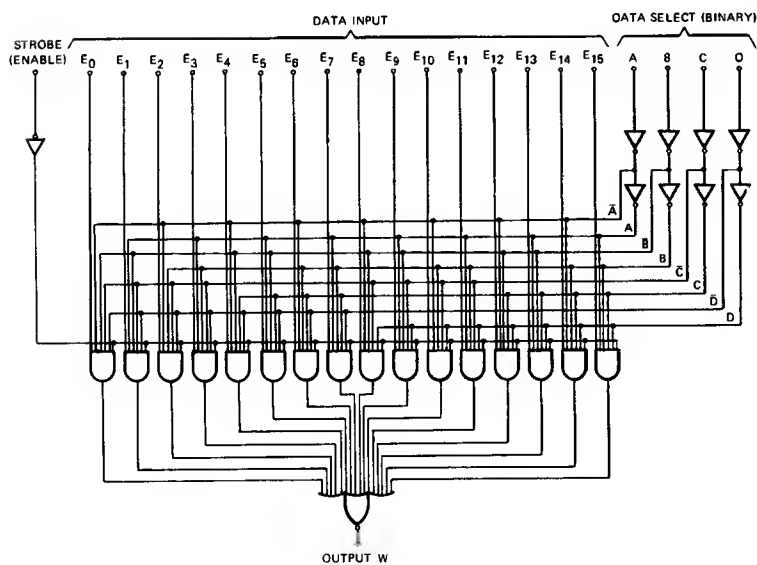 DATA INPUT
OATA SELECT (BINARY)
STROBE
(ENABLE)
E0 E1 E2 E3 E4 E5 E6 E7 E8 E9 E10 E11 E12 E13 E14 E15 A 8 C O
A̅
A
B̅
B
C̅
C
D̅
D
OUTPUT W